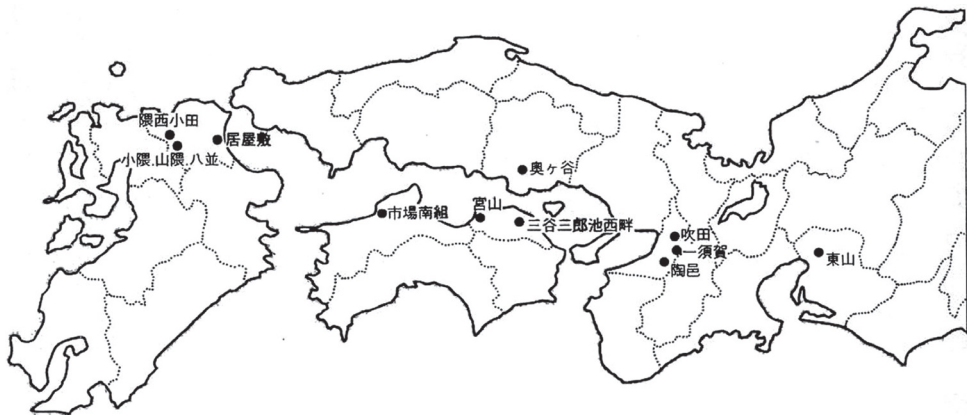 隈西小田
居屋敷
小隈 山隈 八並
奥ヶ谷
市場南組
宮山
三谷三郎池西畔
吹田
一須賀
陶邑
東山